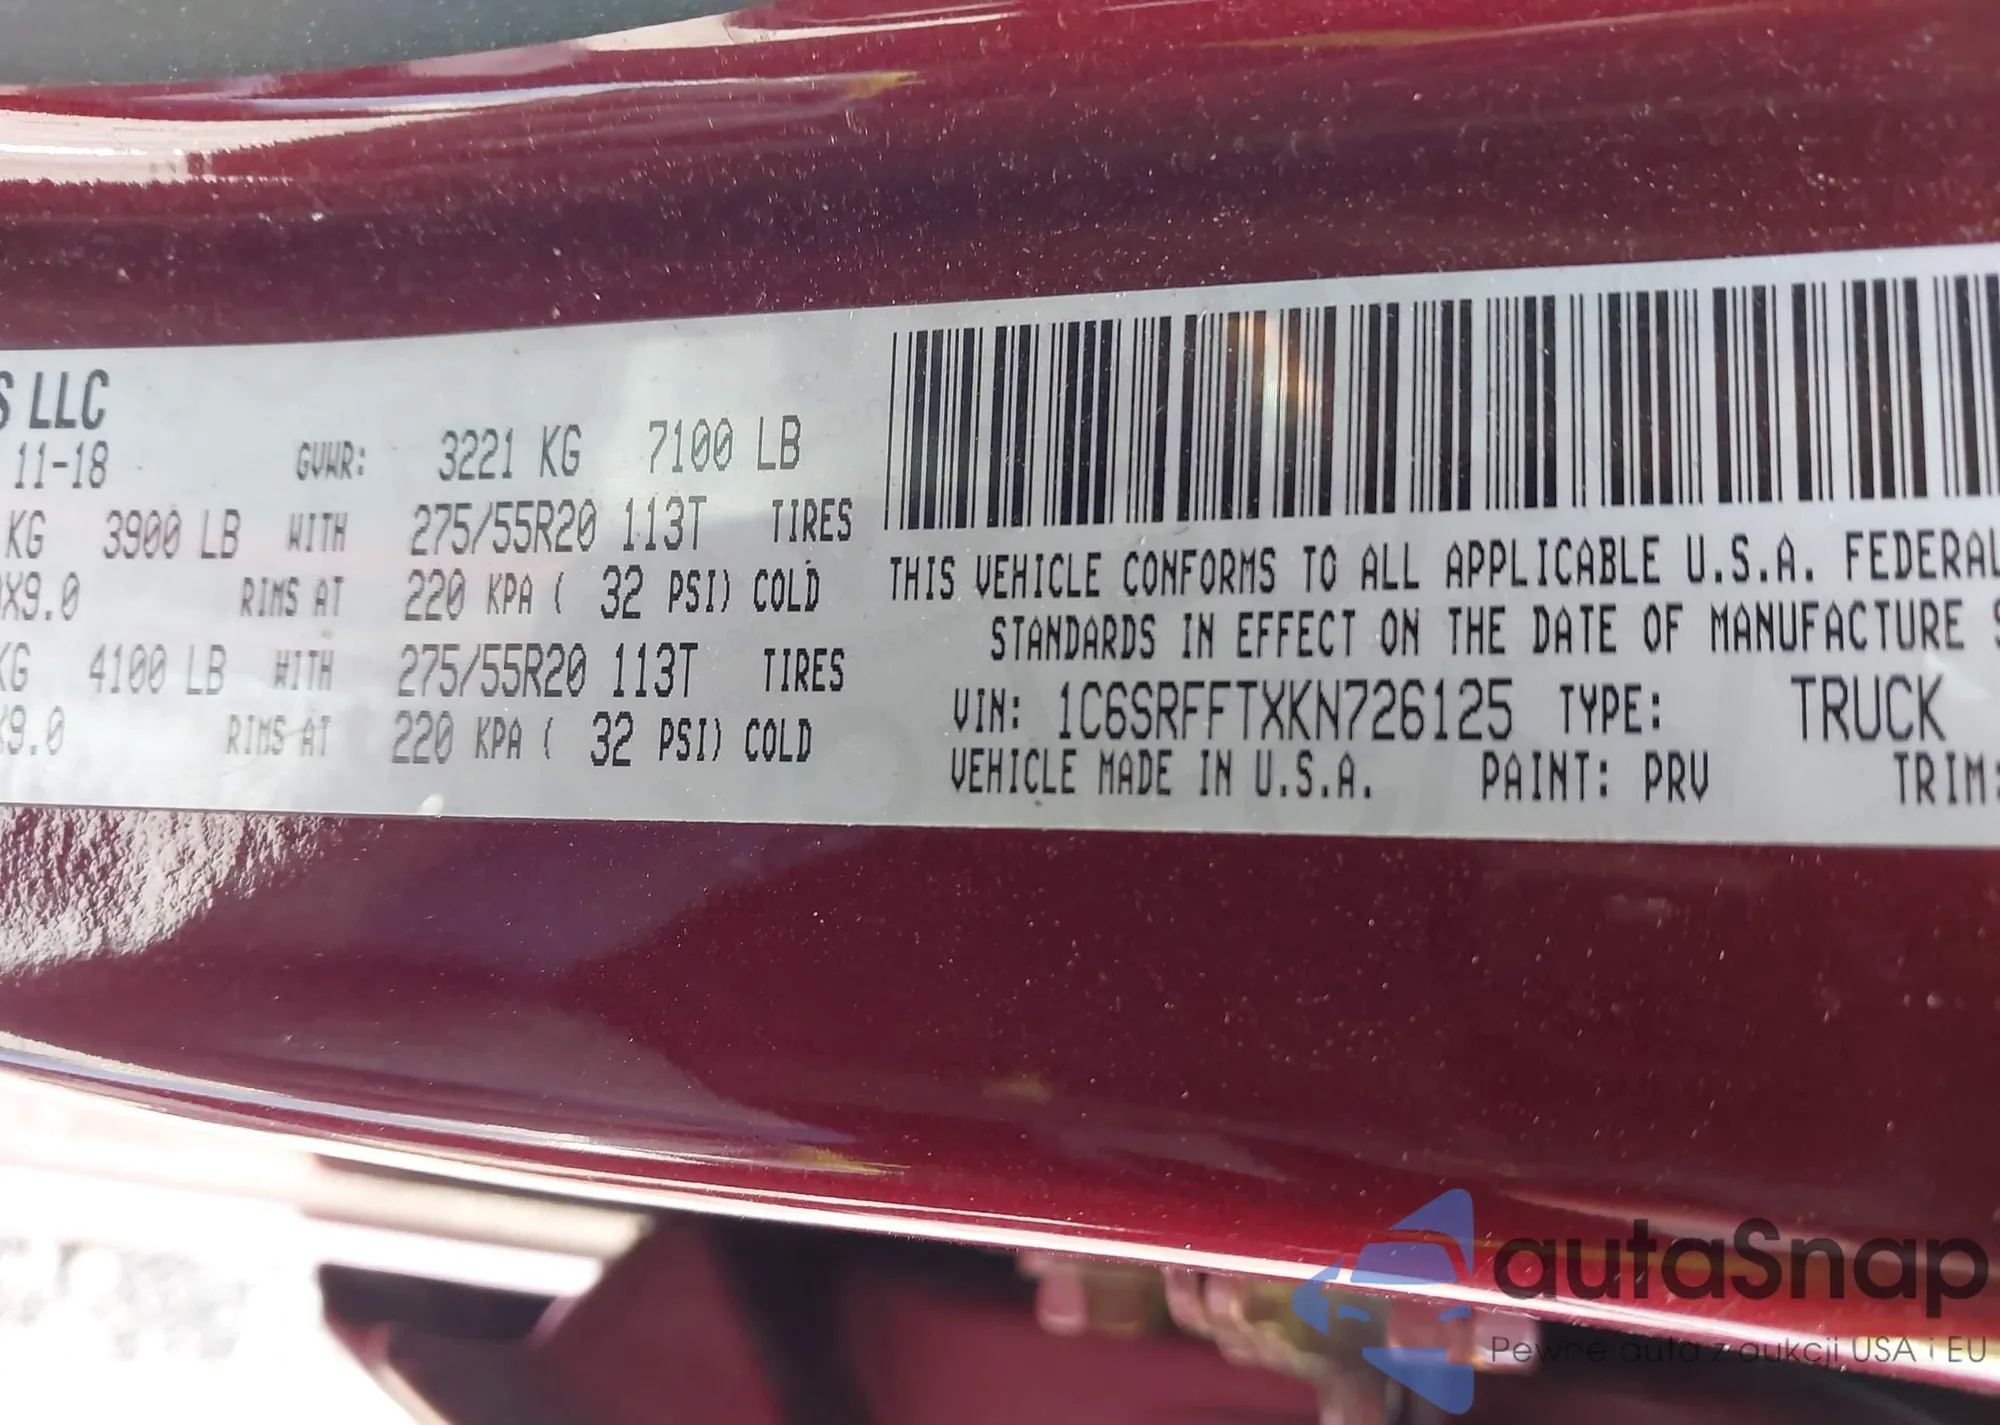 S LLC
11-18 GVWR: 3221 KG 7100 LB
KG 3900 LB WITH 275/55R20 113T TIRES
X9.0 RIMS AT 220 KPA ( 32 PSI) COLD
KG 4100 LB WITH 275/55R20 113T TIRES
X9.0 RIMS AT 220 KPA ( 32 PSI) COLD
THIS VEHICLE CONFORMS TO ALL APPLICABLE U.S.A. FEDERAL
STANDARDS IN EFFECT ON THE DATE OF MANUFACTURE S
VIN: 1C6SRFFTXKN726125 TYPE: TRUCK
VEHICLE MADE IN U.S.A. PAINT: PRV TRIM:
autaSnap
Pewne auta z aukcji USA i EU